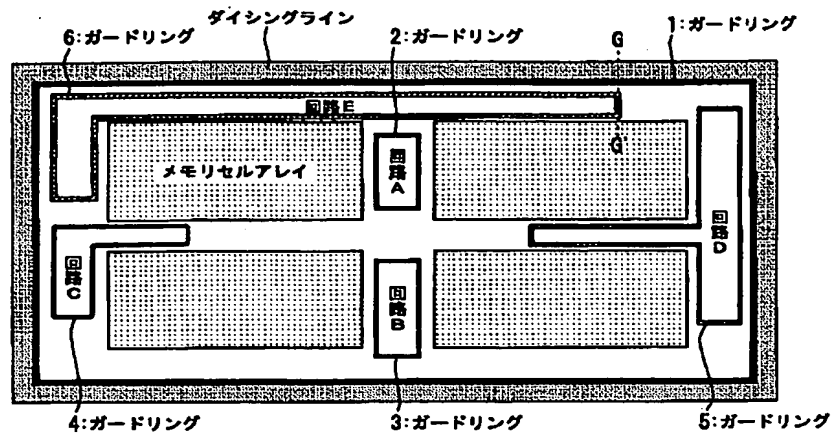 ダイシングライン
6:ガードリング
2:ガードリング
G
1:ガードリング
回路E
G
メモリセルアレイ
回路A
回路D
回路C
回路B
4:ガードリング
3:ガードリング
5:ガードリング